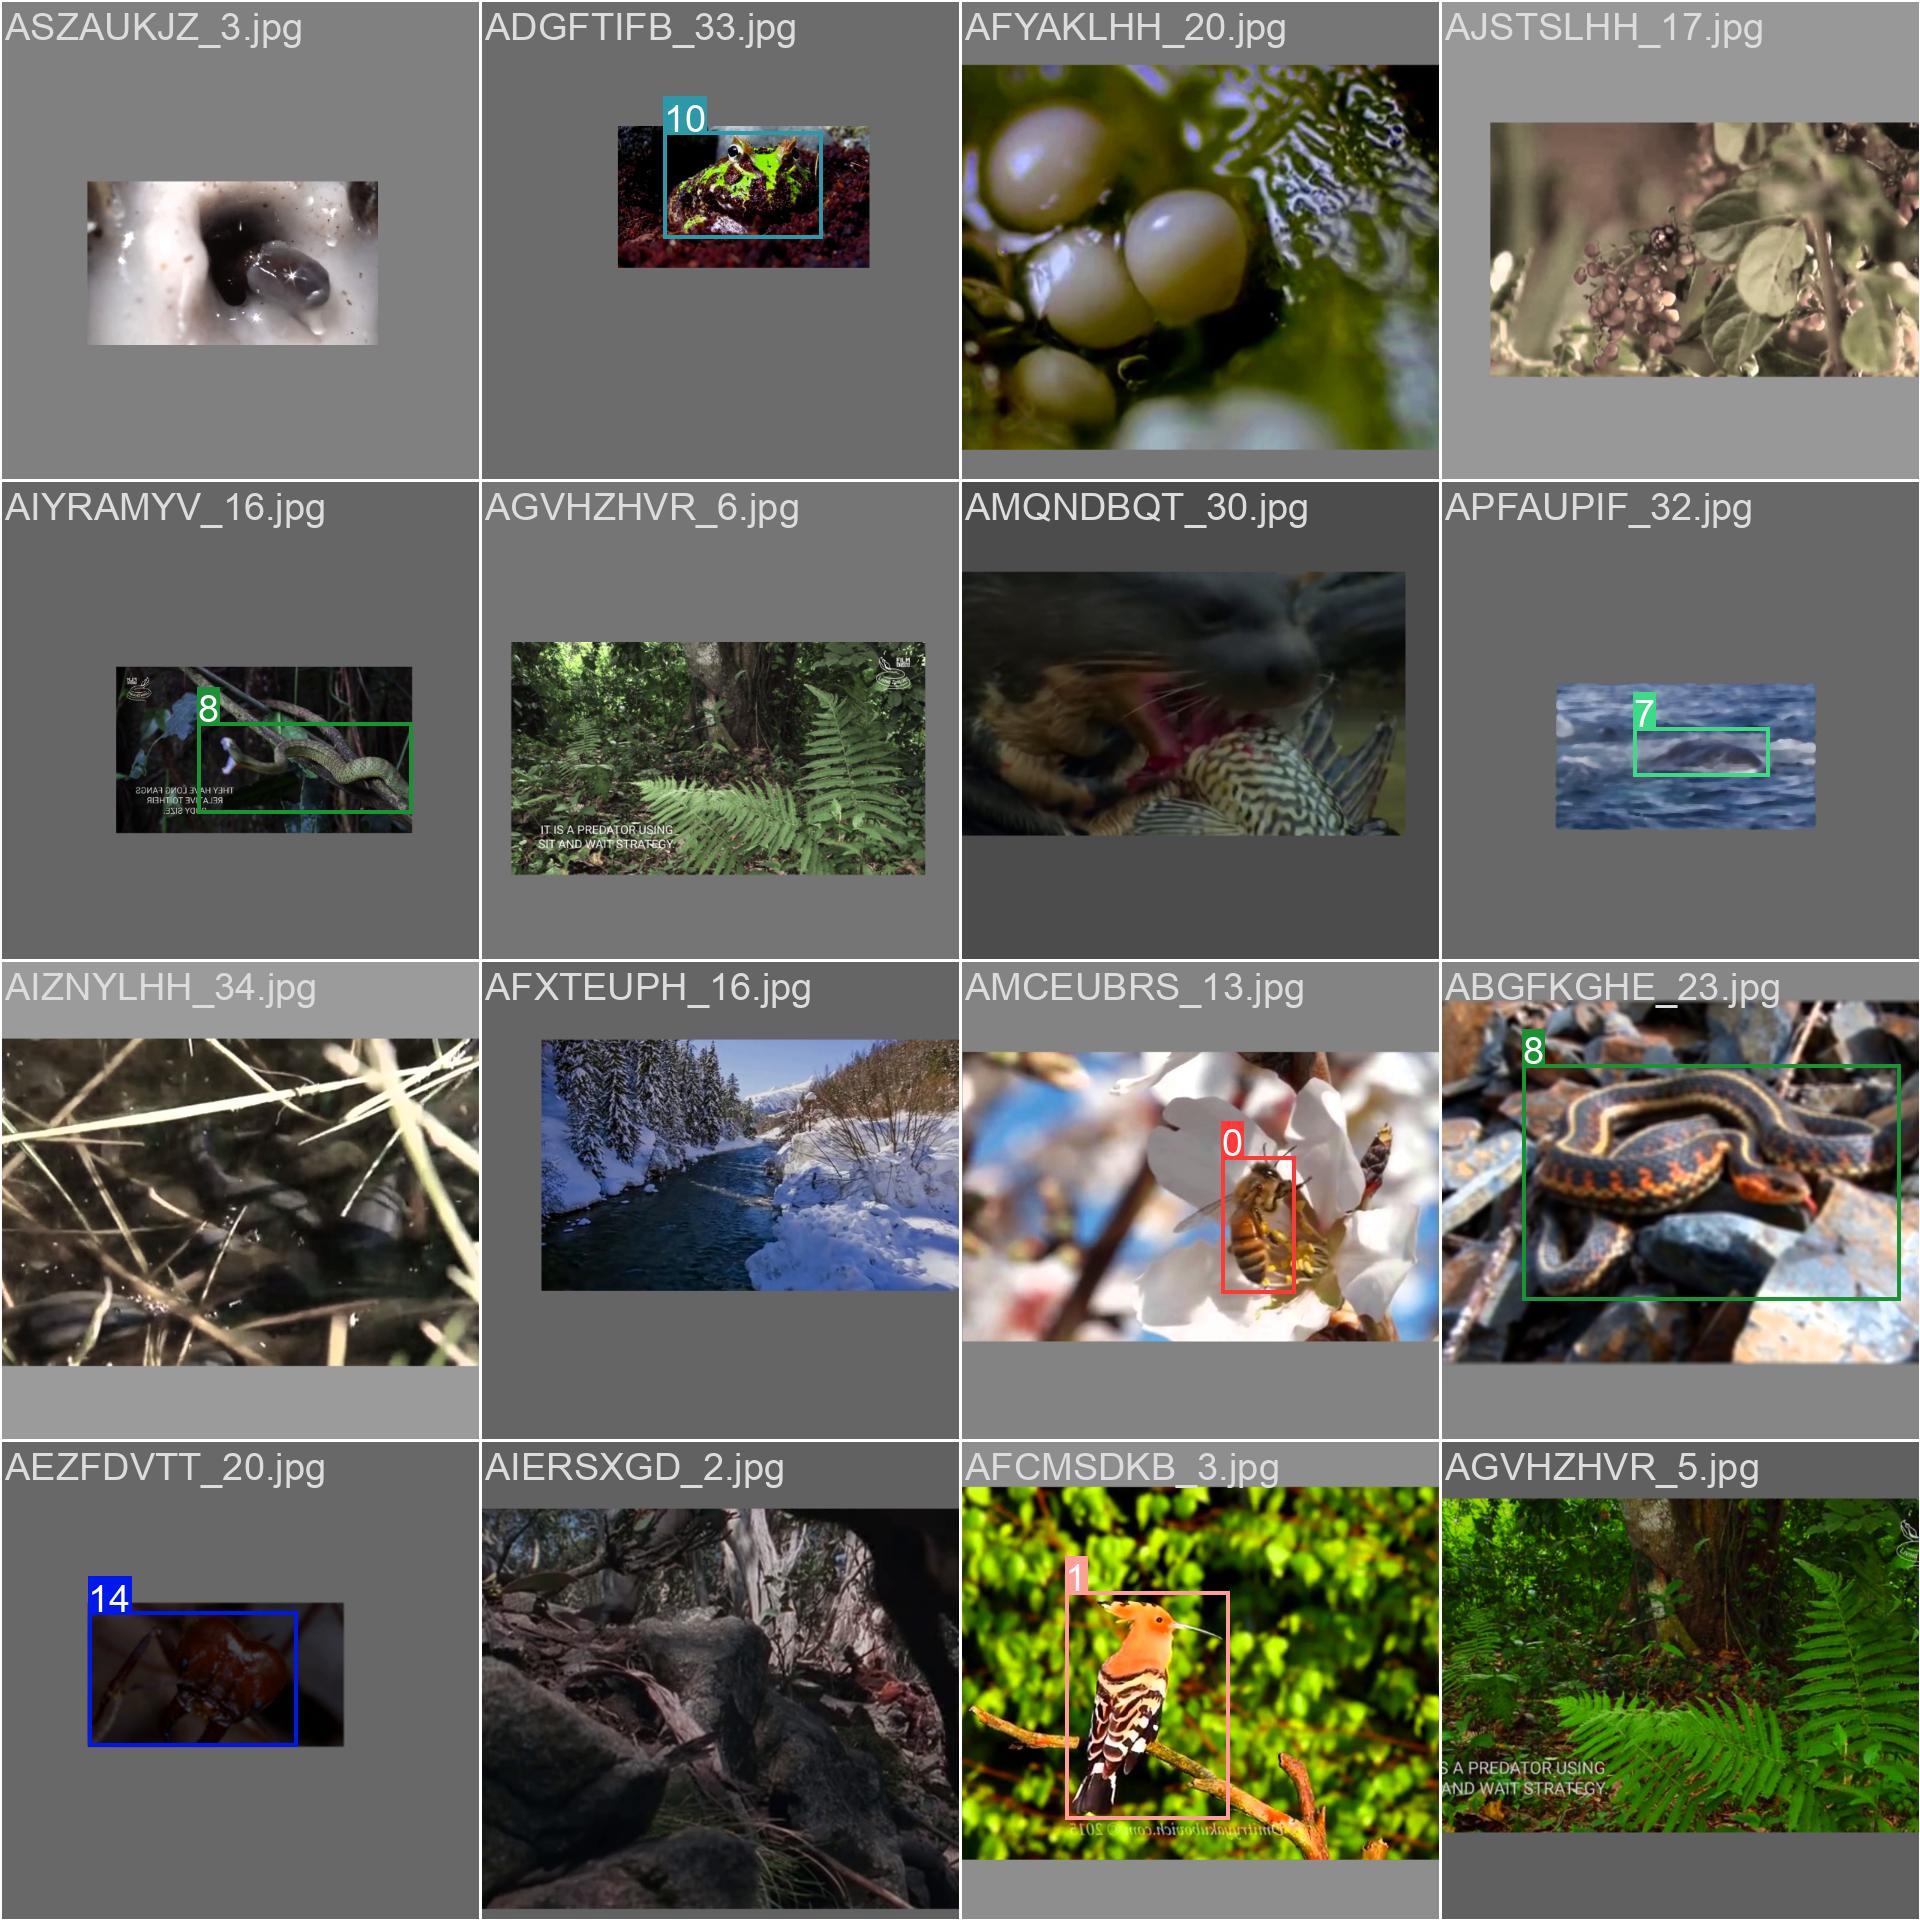 ASZAUKJZ_3.jpg
ADGFTIFB_33.jpg
AFYAKLHH_20.jpg
AJSTSLHH_17.jpg
10
AIYRAMYV_16.jpg
AGVHZHVR_6.jpg
AMQNDBQT_30.jpg
APFAUPIF_32.jpg
8
THEY HAVE LONG FANGS
RELATIVE TO THEIR
BODY SIZE.
FILM
IT IS A PREDATOR USING
SIT AND WAIT STRATEGY.
7
AIZNYLHH_34.jpg
AFXTEUPH_16.jpg
AMCEUBRS_13.jpg
ABGFKGHE_23.jpg
0
8
AEZFDVTT_20.jpg
AIERSXGD_2.jpg
AFCMSDKB_3.jpg
AGVHZHVR_5.jpg
14
1
Dmitryyakubovich.com © 2015
S A PREDATOR USING
AND WAIT STRATEGY.